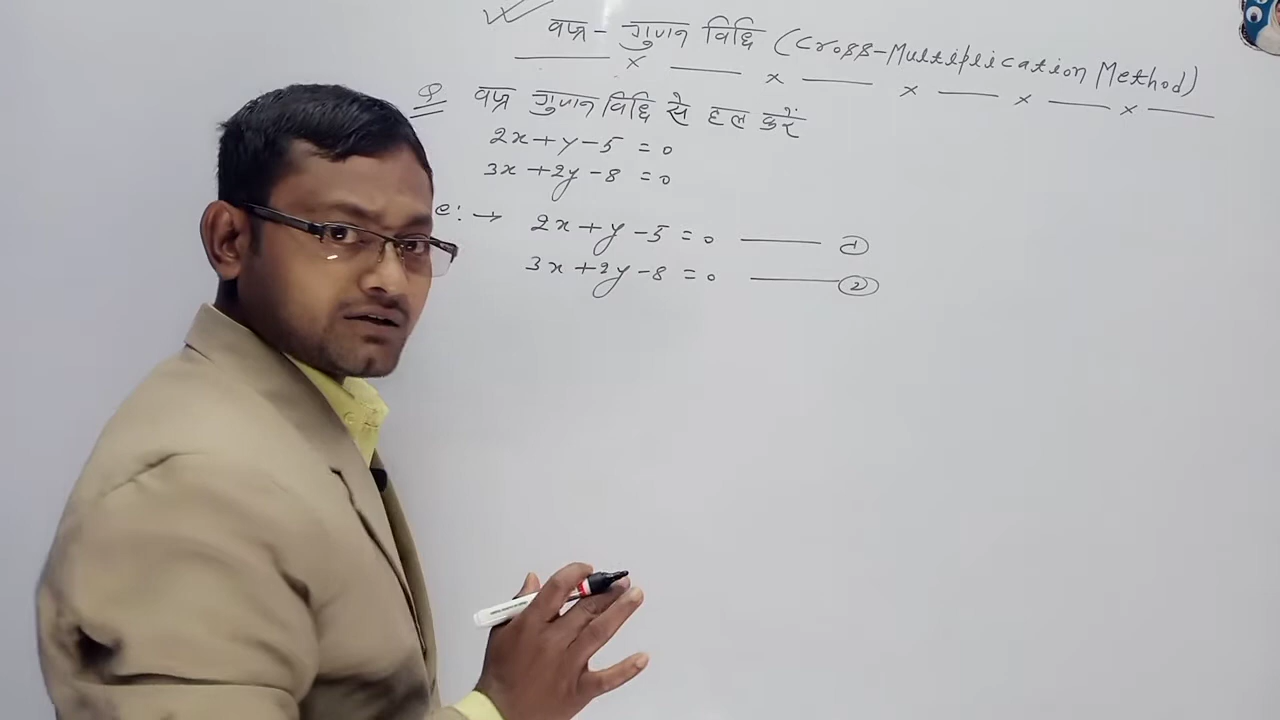 वज्र - गुणन विधि (Cross-Multiplication Method)
Q वज्र गुणन विधि से हल करें
2x + y - 5 = 0
3x + 2y - 8 = 0
e: → 2x + y - 5 = 0 —— ①
3x + 2y - 8 = 0 —— ②